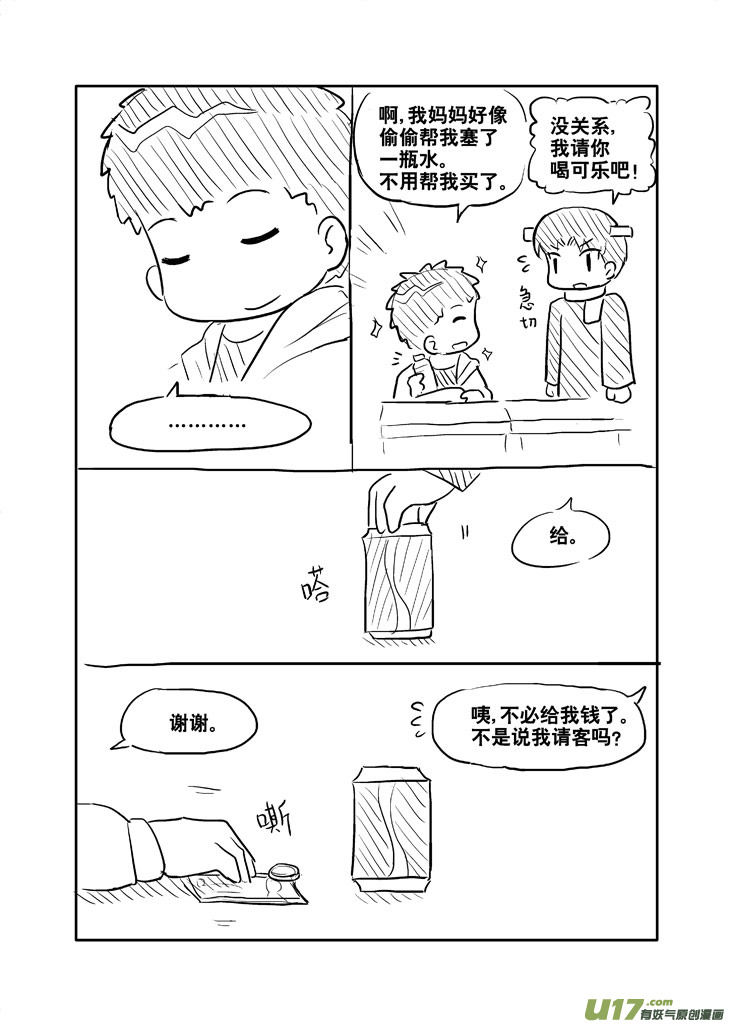 …………
啊,我妈妈好像
偷偷帮我塞了
一瓶水。
不用帮我买了。
没关系,
我请你
喝可乐吧!
急切
嗒
给。
谢谢。
嘶
咦,不必给我钱了。
不是说我请客吗?
U17.com
有妖气原创漫画